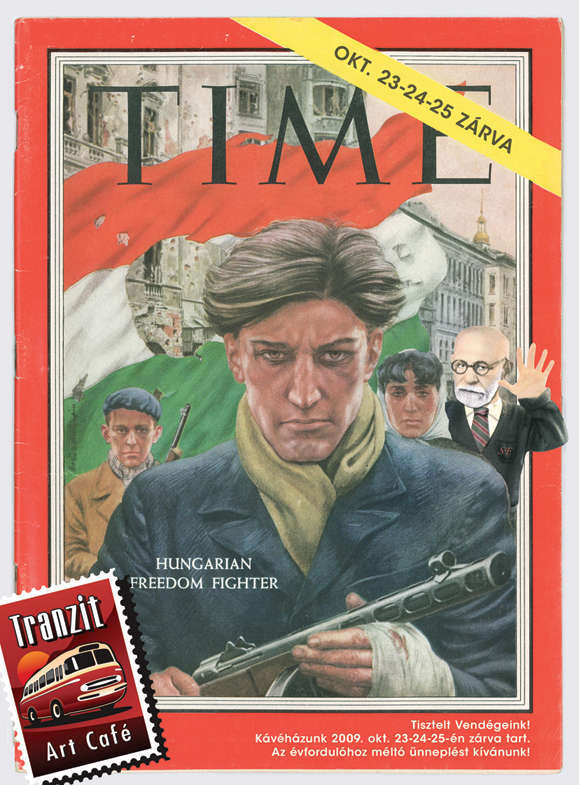 OKT. 23-24-25 ZÁRVA
TIME
HUNGARIAN
FREEDOM FIGHTER
Tranzit
Art Café
Tisztelt Vendégeink!
Kávéházunk 2009. okt. 23-24-25-én zárva tart.
Az évfordulóhoz méltó ünneplést kívánunk!